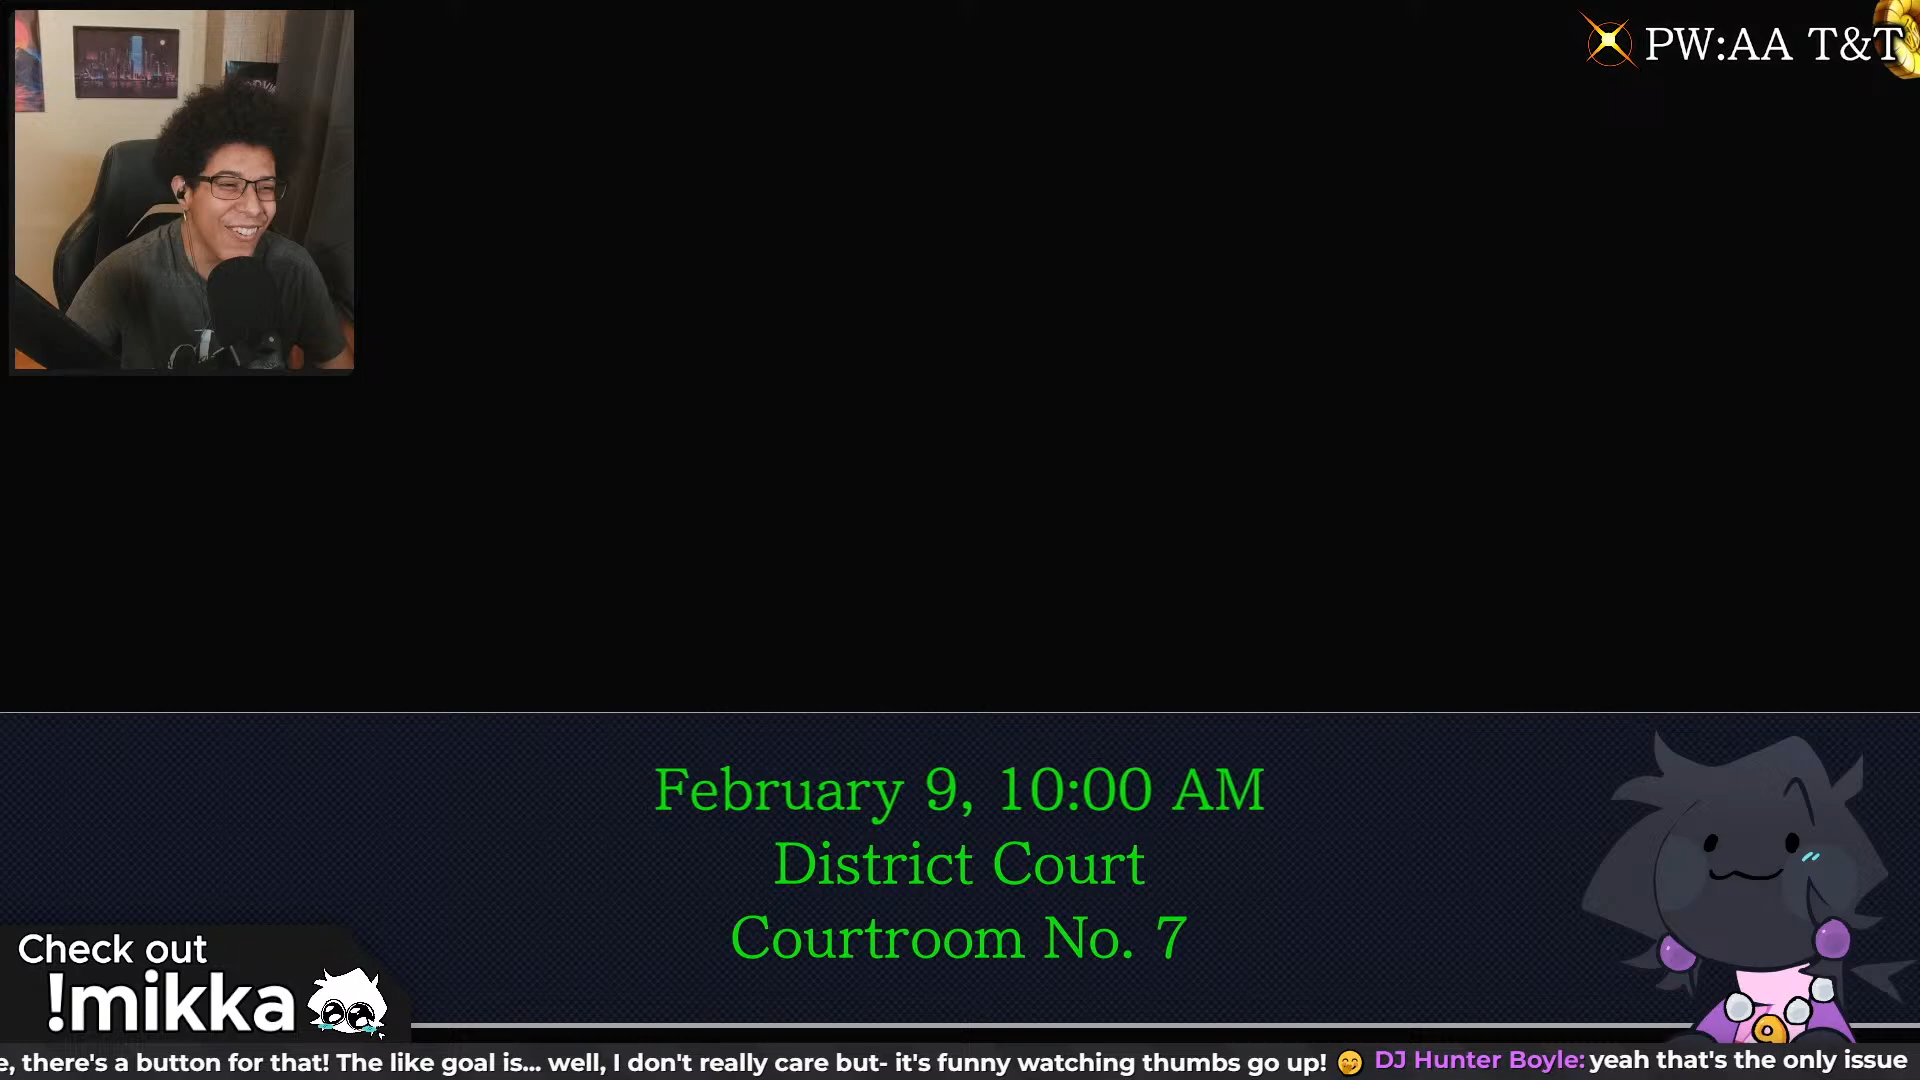 PW:AA T&T
February 9, 10:00 AM
District Court
Courtroom No. 7
Check out
!mikka
e, there's a button for that! The like goal is... well, I don't really care but- it's funny watching thumbs go up! 🤭 DJ Hunter Boyle: yeah that's the only issue